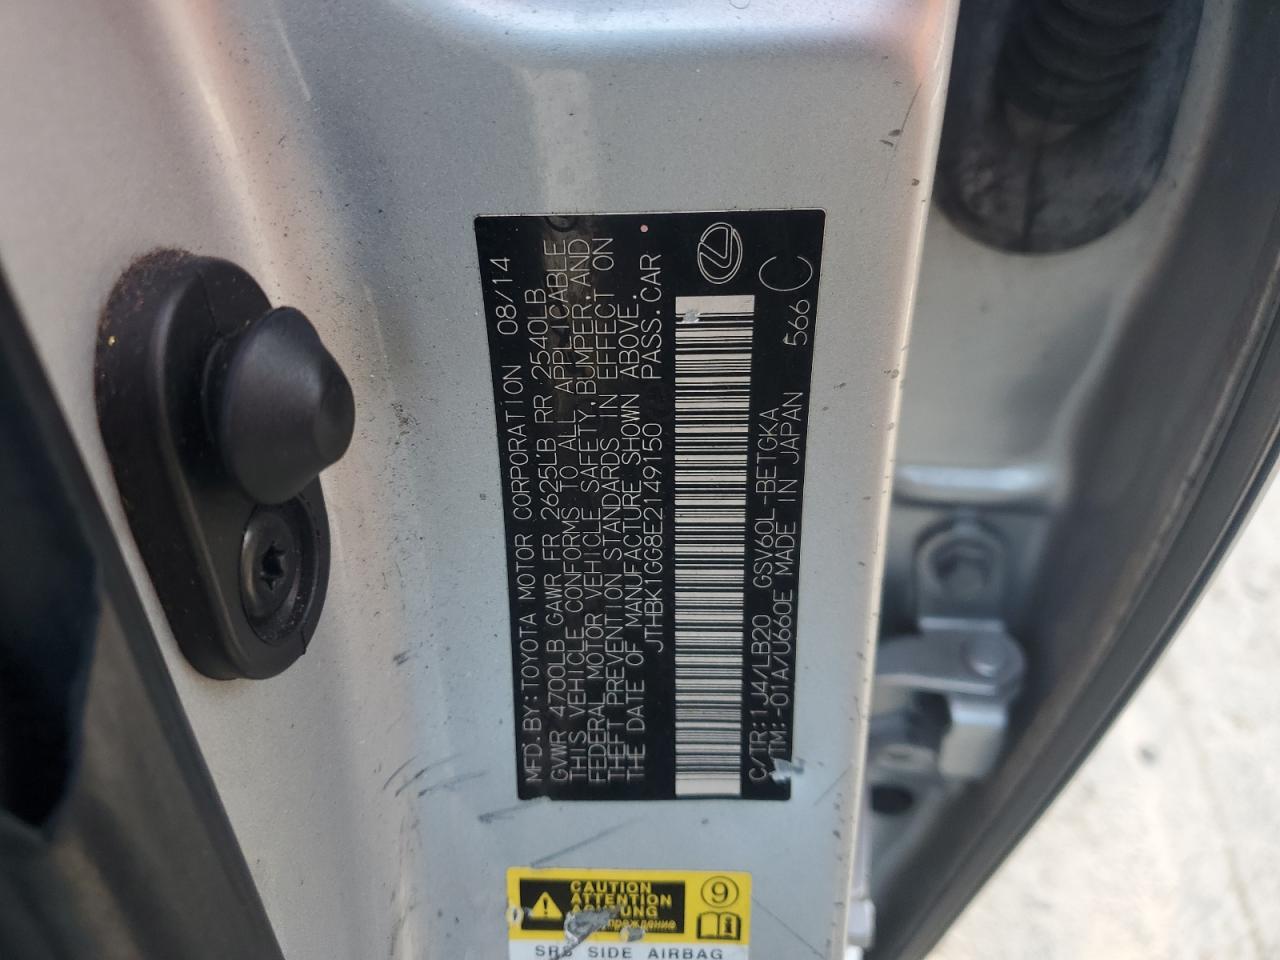 MFD.BY:TOYOTA MOTOR CORPORATION 08/14
GVWR 4700LB GAWR FR 2625LB RR 2540LB
THIS VEHICLE CONFORMS TO ALL APPLICABLE
FEDERAL MOTOR VEHICLE SAFETY,BUMPER,AND
THEFT PREVENTION STANDARDS IN EFFECT ON
THE DATE OF MANUFACTURE SHOWN ABOVE.
JTHBK1GG8E2149150 PASS.CAR
C/TR:1J4/LB20 GSV60L-BETGKA
/TM:-01A/U660E MADE IN JAPAN 566 C
CAUTION
ATTENTION
ACHTUNG
9
SRS SIDE AIRBAG